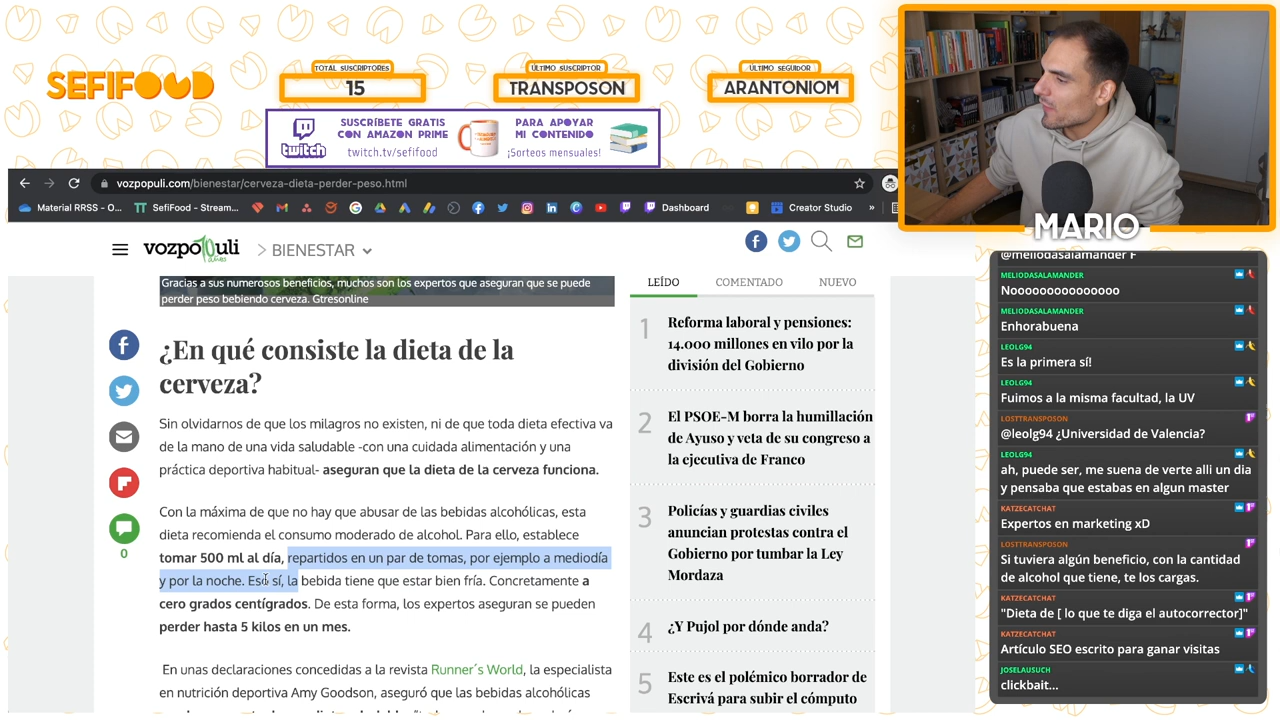 SEFIFOOD
TOTAL SUSCRIPTORES
15
ÚLTIMO SUSCRIPTOR
TRANSPOSON
ÚLTIMO SEGUIDOR
ARANTONIOM
twitch
SUSCRÍBETE GRATIS
CON AMAZON PRIME
twitch.tv/sefifood
PARA APOYAR
MI CONTENIDO
¡Sorteos mensuales!
MARIO
vozpopuli.com/bienestar/cerveza-dieta-perder-peso.html
Material RRSS - O...
SefiFood - Stream...
Dashboard
Creator Studio
»
vozpópuli
BIENESTAR
Gracias a sus numerosos beneficios, muchos son los expertos que aseguran que se puede
perder peso bebiendo cerveza. Gtresonline
¿En qué consiste la dieta de la
cerveza?
Sin olvidarnos de que los milagros no existen, ni de que toda dieta efectiva va
de la mano de una vida saludable -con una cuidada alimentación y una
práctica deportiva habitual- aseguran que la dieta de la cerveza funciona.
Con la máxima de que no hay que abusar de las bebidas alcohólicas, esta
dieta recomienda el consumo moderado de alcohol. Para ello, establece
tomar 500 ml al día, repartidos en un par de tomas, por ejemplo a mediodía
y por la noche. Eso sí, la bebida tiene que estar bien fría. Concretamente a
cero grados centígrados. De esta forma, los expertos aseguran se pueden
perder hasta 5 kilos en un mes.
En unas declaraciones concedidas a la revista Runner´s World, la especialista
en nutrición deportiva Amy Goodson, aseguró que las bebidas alcohólicas
0
LEÍDO
COMENTADO
NUEVO
1
Reforma laboral y pensiones:
14.000 millones en vilo por la
división del Gobierno
2
El PSOE-M borra la humillación
de Ayuso y veta de su congreso a
la ejecutiva de Franco
3
Policías y guardias civiles
anuncian protestas contra el
Gobierno por tumbar la Ley
Mordaza
4
¿Y Pujol por dónde anda?
5
Este es el polémico borrador de
Escrivá para subir el cómputo
@meliodasalamander F
MELIODASALAMANDER
Nooooooooooooooo
MELIODASALAMANDER
Enhorabuena
LEOLG94
Es la primera sí!
LEOLG94
Fuimos a la misma facultad, la UV
LOSTTRANSPOSON
@leolg94 ¿Universidad de Valencia?
LEOLG94
ah, puede ser, me suena de verte alli un dia
y pensaba que estabas en algun master
KATZECATCHAT
Expertos en marketing xD
LOSTTRANSPOSON
Si tuviera algún beneficio, con la cantidad
de alcohol que tiene, te los cargas.
KATZECATCHAT
"Dieta de [ lo que te diga el autocorrector]"
KATZECATCHAT
Artículo SEO escrito para ganar visitas
JOSELAUSUCH
clickbait...